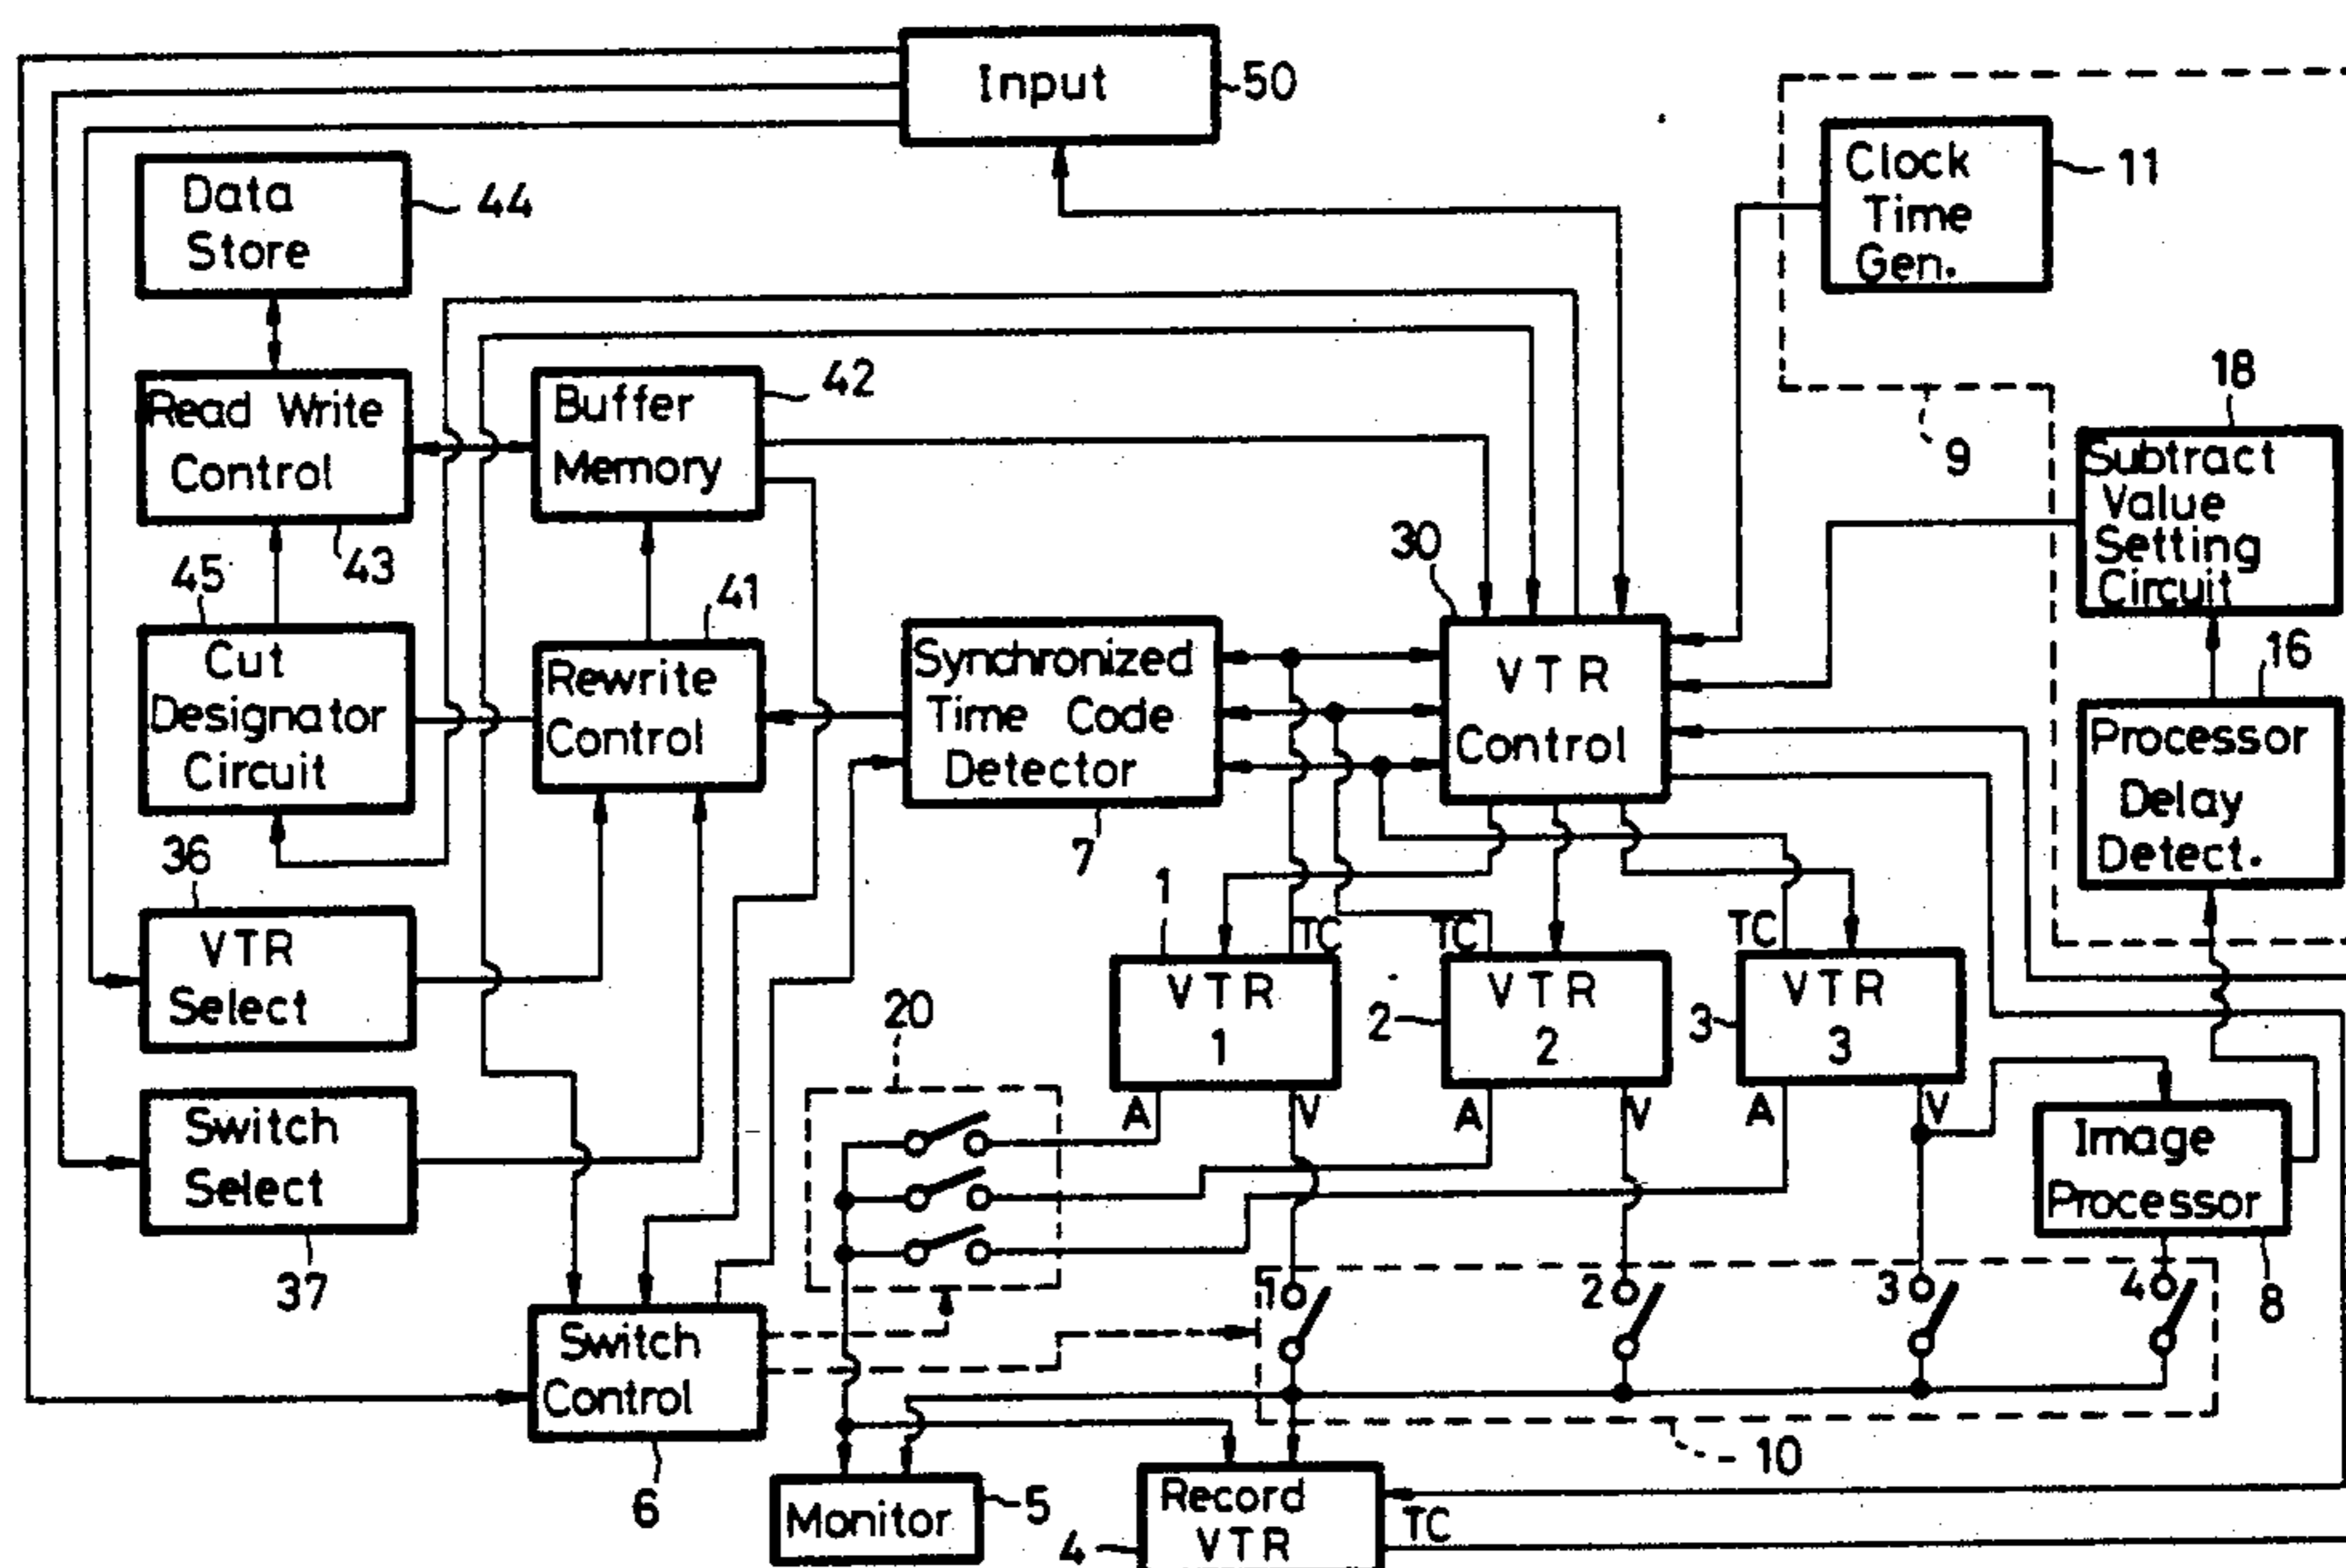 Input
50
Clock
Time
Gen.
11
Data
Store
44
9
18
Subtract
Value
Setting
Circuit
Read Write
Control
43
Buffer
Memory
42
45
Cut
Designator
Circuit
41
Rewrite
Control
Synchronized
Time Code
Detector
7
30
VTR
Control
16
Processor
Delay
Detect.
36
VTR
Select
Switch
Select
37
20
1
TC
VTR
1
A
V
TC
2
VTR
2
A
V
TC
3
VTR
3
A
V
Image
Processor
8
1
2
3
4
10
Switch
Control
6
Monitor
5
Record
VTR
4
TC